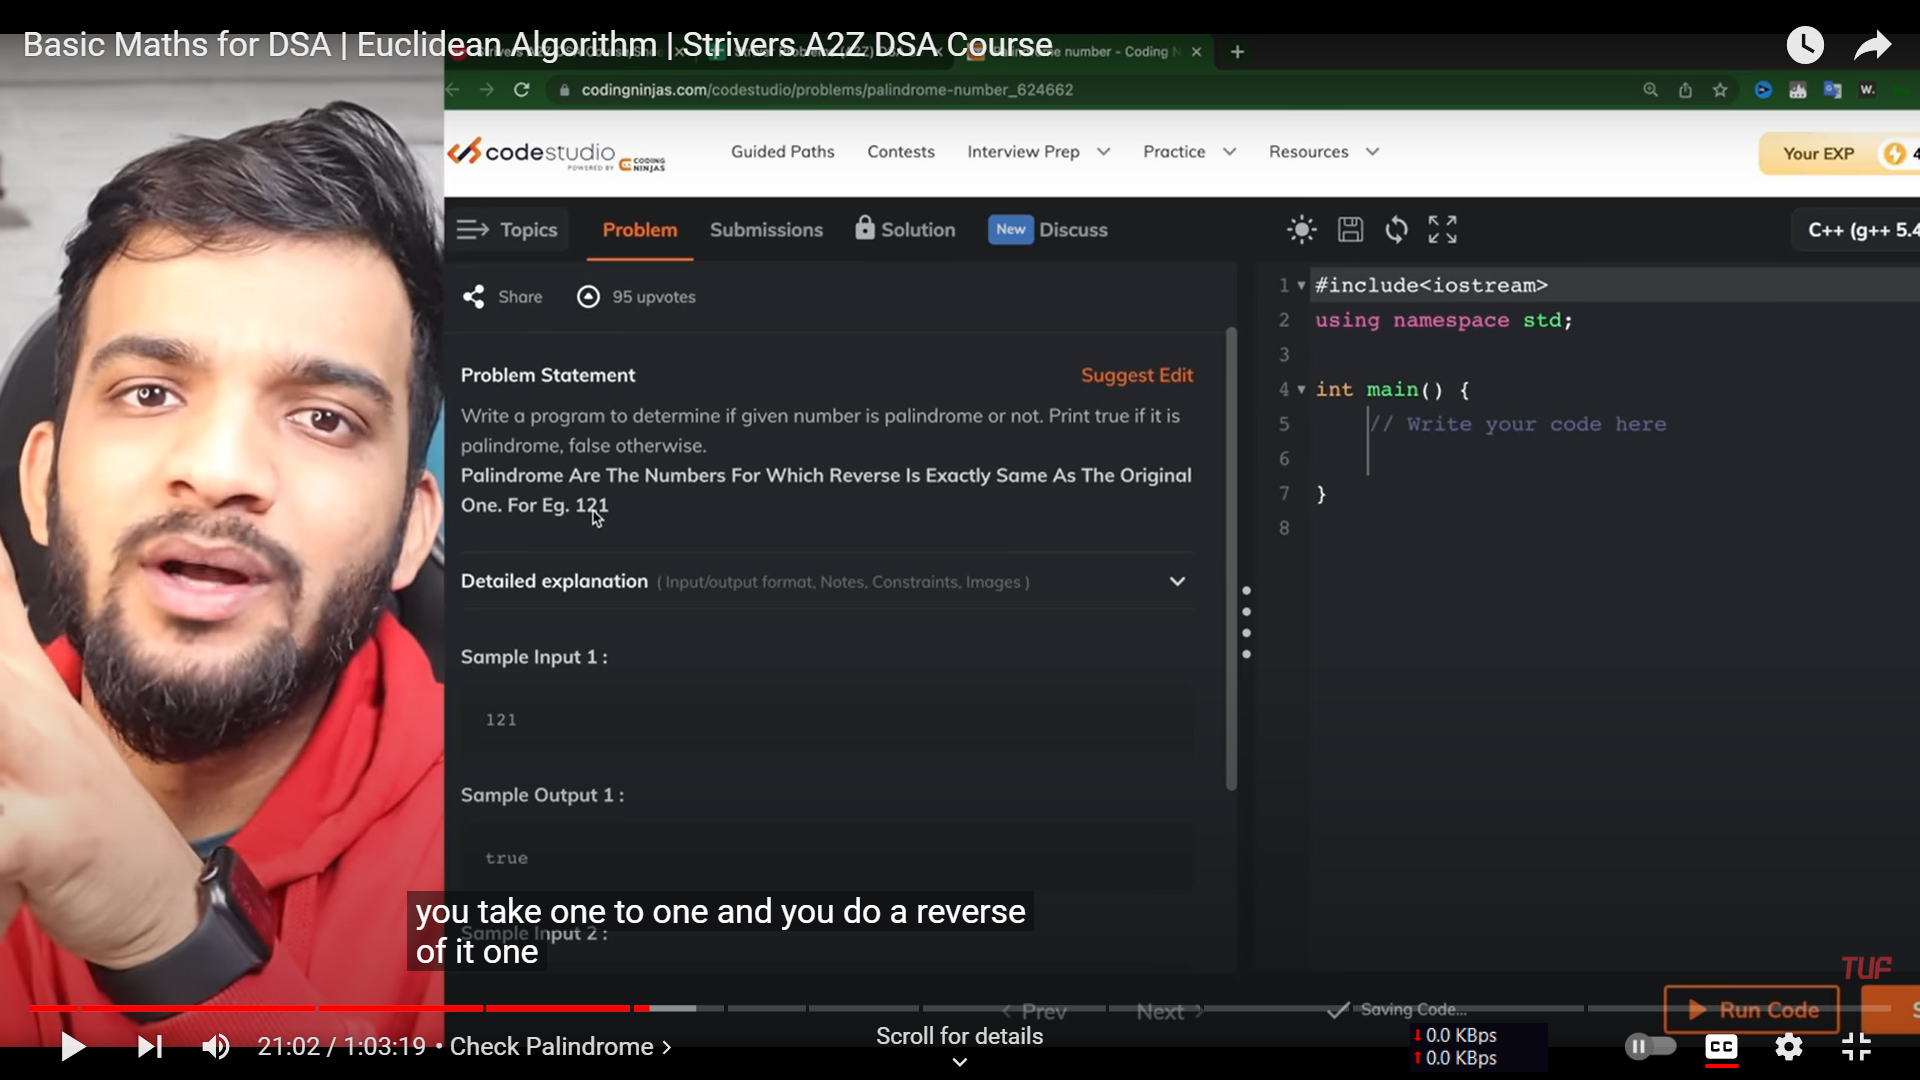 Basic Maths for DSA | Euclidean Algorithm | Strivers A2Z DSA Course
codingninjas.com/codestudio/problems/palindrome-number_624662
W.
codestudio
POWERED BY CODING NINJAS
Guided Paths
Contests
Interview Prep
Practice
Resources
Your EXP
4
Topics
Problem
Submissions
Solution
New
Discuss
C++ (g++ 5.4
Share
95 upvotes
Problem Statement
Suggest Edit
Write a program to determine if given number is palindrome or not. Print true if it is
palindrome, false otherwise.
Palindrome Are The Numbers For Which Reverse Is Exactly Same As The Original
One. For Eg. 121
Detailed explanation ( Input/output format, Notes, Constraints, Images )
Sample Input 1 :
121
Sample Output 1 :
true
Sample Input 2 :
1 #include<iostream>
2 using namespace std;
3
4 int main() {
5 // Write your code here
6
7 }
8
you take one to one and you do a reverse
of it one
TUF
Prev
Next
Saving Code...
Run Code
S
21:02 / 1:03:19 • Check Palindrome
Scroll for details
0.0 KBps
0.0 KBps
CC